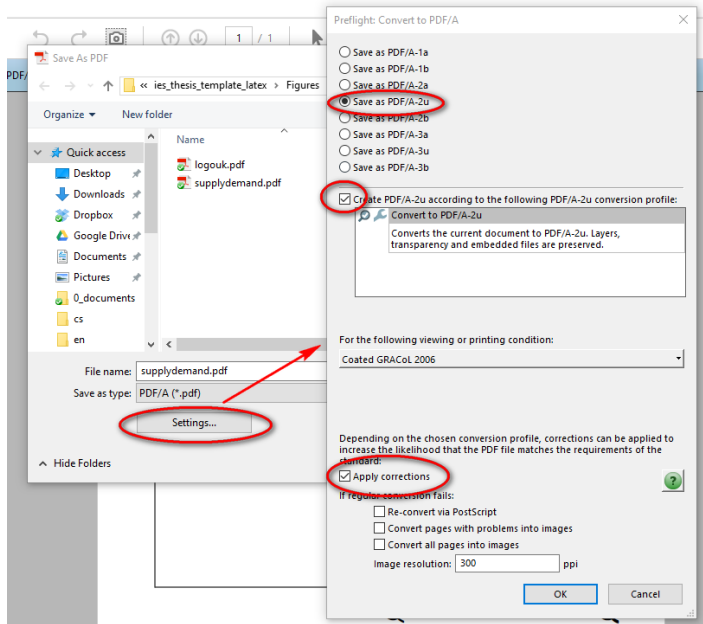 1 / 1
PDF/
Save As PDF
« ies_thesis_template_latex › Figures
Organize
New folder
Name
Quick access
Desktop
Downloads
Dropbox
Google Drive
Documents
Pictures
0_documents
cs
en
logouk.pdf
supplydemand.pdf
File name: supplydemand.pdf
Save as type: PDF/A (*.pdf)
Settings...
Hide Folders
Preflight: Convert to PDF/A
Save as PDF/A-1a
Save as PDF/A-1b
Save as PDF/A-2a
Save as PDF/A-2u
Save as PDF/A-2b
Save as PDF/A-3a
Save as PDF/A-3u
Save as PDF/A-3b
Create PDF/A-2u according to the following PDF/A-2u conversion profile:
Convert to PDF/A-2u
Converts the current document to PDF/A-2u. Layers,
transparency and embedded files are preserved.
For the following viewing or printing condition:
Coated GRACoL 2006
Depending on the chosen conversion profile, corrections can be applied to
increase the likelihood that the PDF file matches the requirements of the
standard:
Apply corrections
If regular conversion fails:
Re-convert via PostScript
Convert pages with problems into images
Convert all pages into images
Image resolution: 300 ppi
OK
Cancel